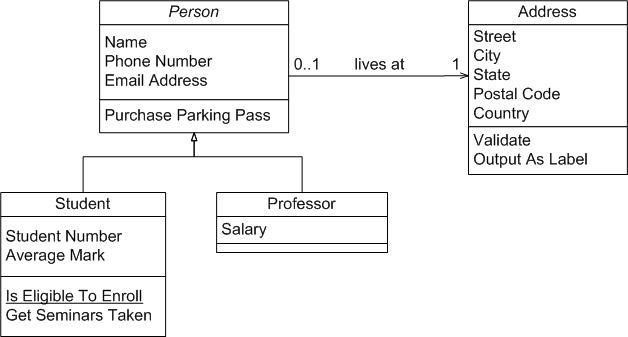 Person
Name
Phone Number
Email Address
Purchase Parking Pass
0..1 lives at 1
Address
Street
City
State
Postal Code
Country
Validate
Output As Label
Student
Student Number
Average Mark
Is Eligible To Enroll
Get Seminars Taken
Professor
Salary